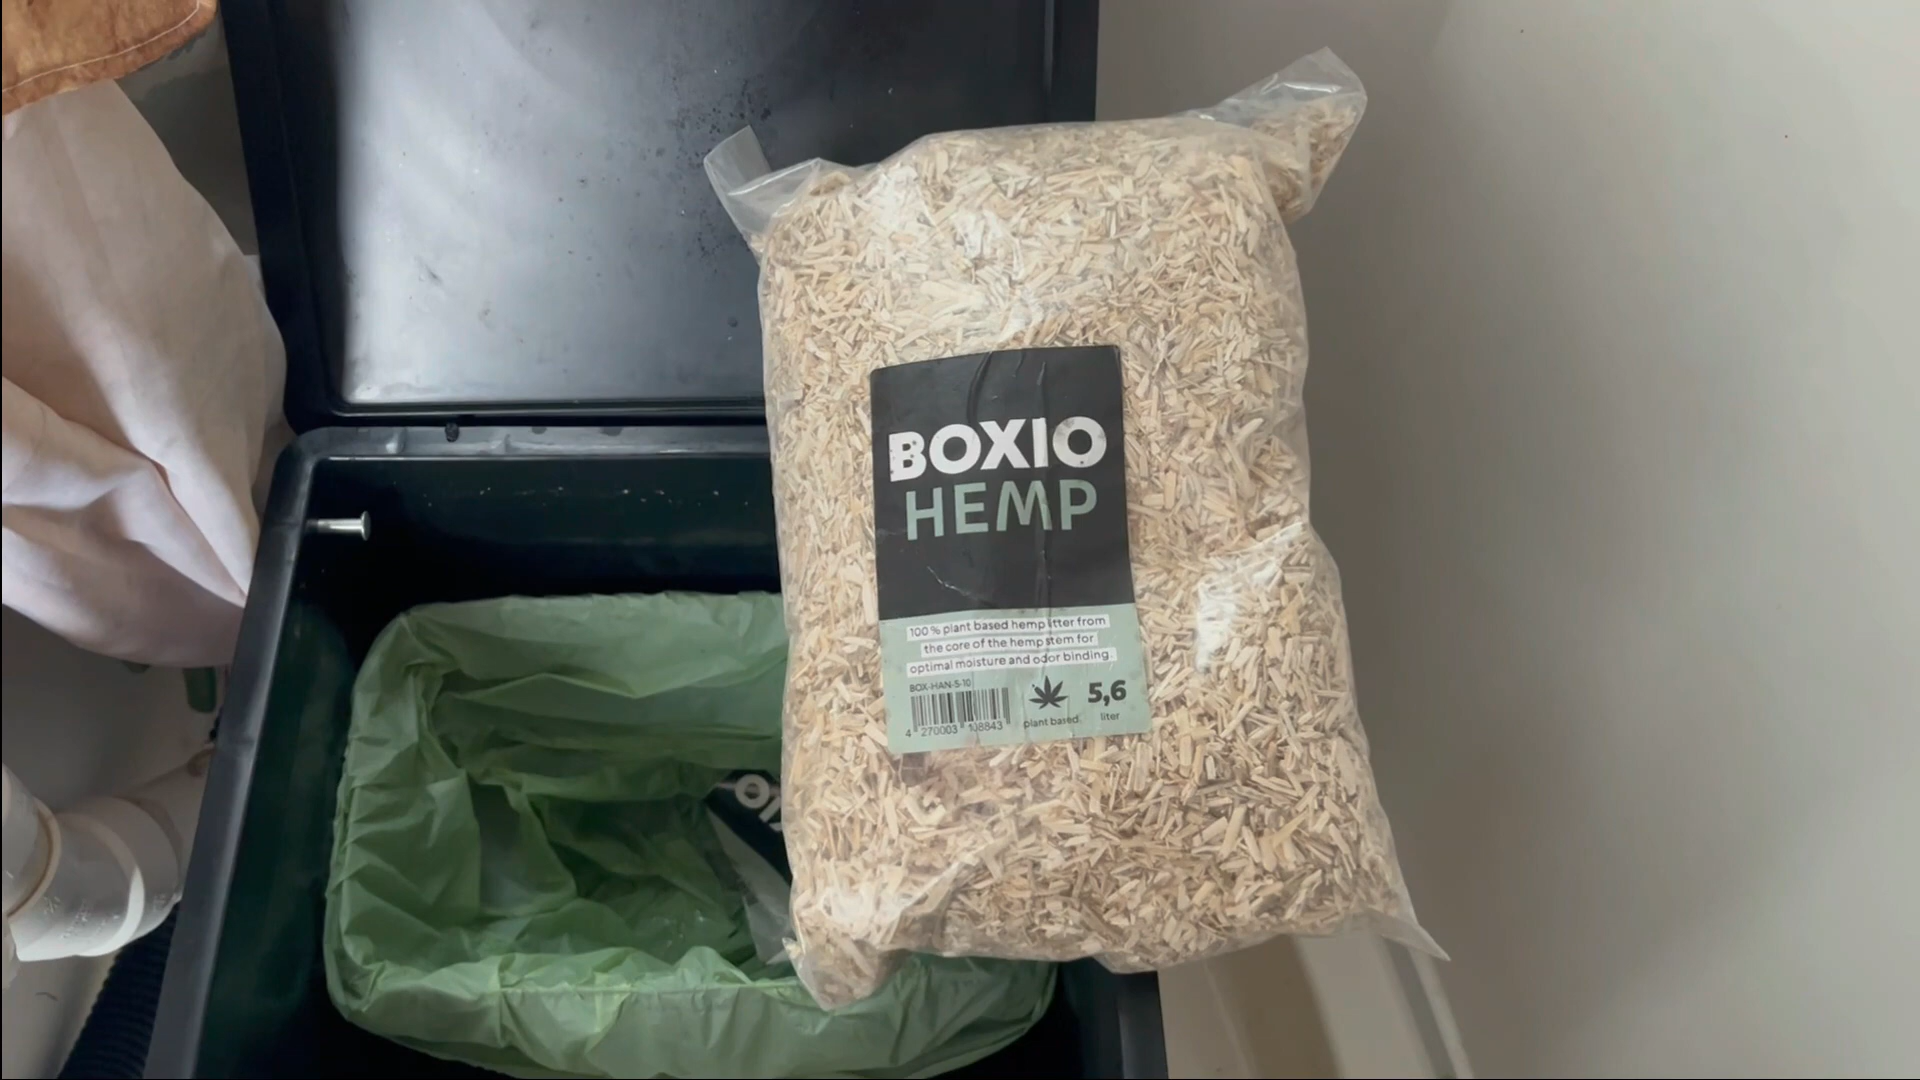 BOXIO
HEMP
100 % plant based hemp litter from
the core of the hemp stem for
optimal moisture and odor binding.
BOX-HAN-5-10
4 270003 108843
plant based
5,6
liter